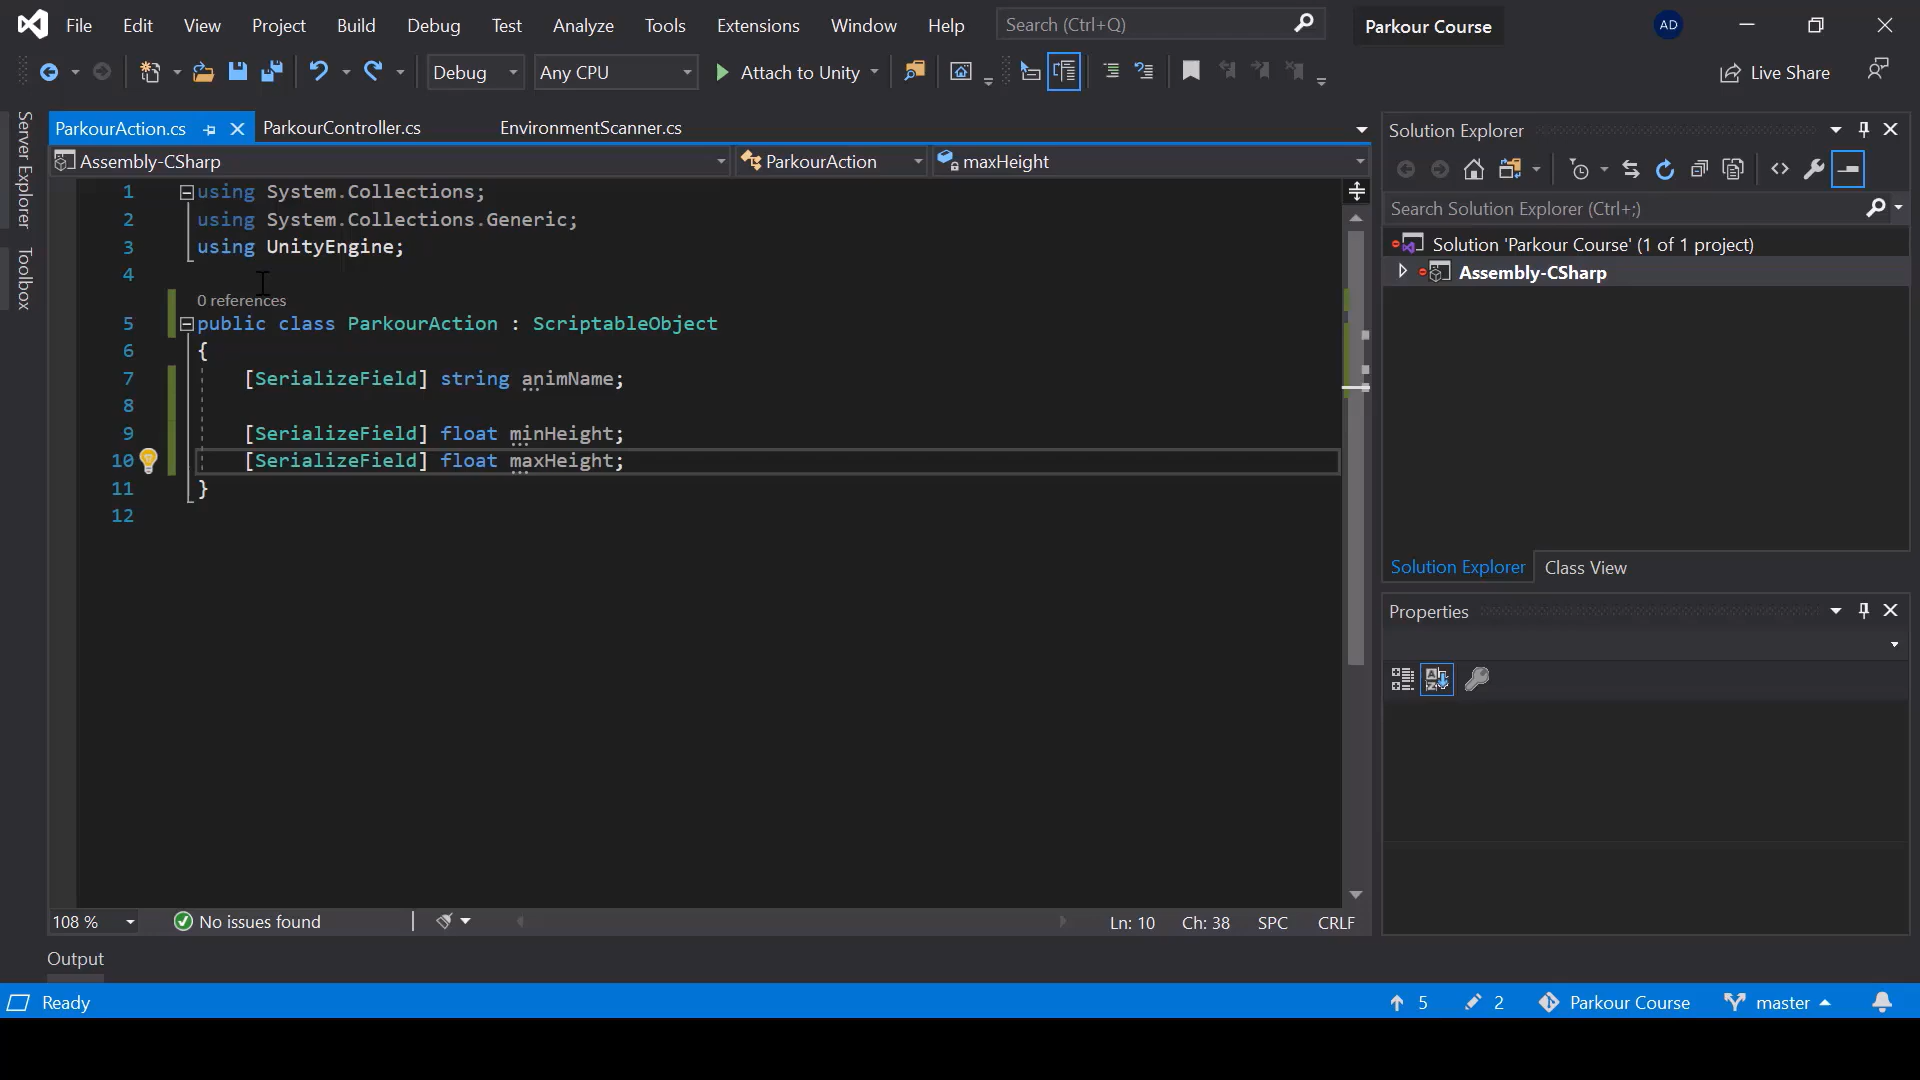 File Edit View Project Build Debug Test Analyze Tools Extensions Window Help Search (Ctrl+Q) Parkour Course AD
Debug Any CPU Attach to Unity Live Share
Server Explorer
Toolbox
ParkourAction.cs ParkourController.cs EnvironmentScanner.cs
Assembly-CSharp ParkourAction maxHeight
1 using System.Collections;
2 using System.Collections.Generic;
3 using UnityEngine;
4
0 references
5 public class ParkourAction : ScriptableObject
6 {
7 [SerializeField] string animName;
8
9 [SerializeField] float minHeight;
10 [SerializeField] float maxHeight;
11 }
12
108 % No issues found Ln: 10 Ch: 38 SPC CRLF
Solution Explorer
Search Solution Explorer (Ctrl+;)
Solution 'Parkour Course' (1 of 1 project)
Assembly-CSharp
Solution Explorer Class View
Properties
Output
Ready 5 2 Parkour Course master